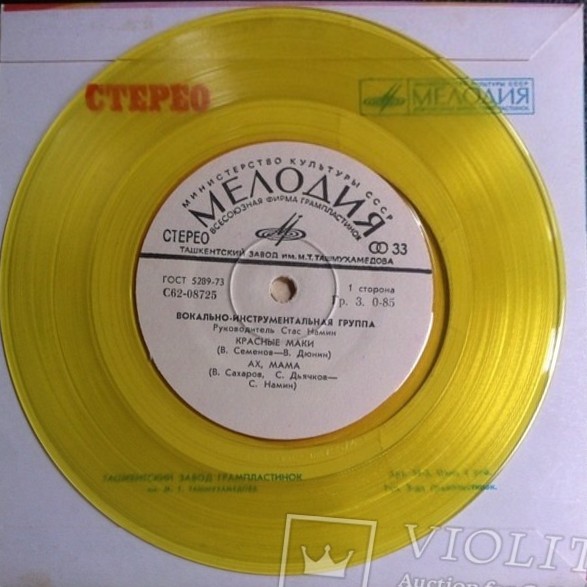 СТЕРЕО
МЕЛОДИЯ
МИНИСТЕРСТВО КУЛЬТУРЫ СССР
МЕЛОДИЯ
ВСЕСОЮЗНАЯ ФИРМА ГРАМПЛАСТИНОК
СТЕРЕО
33
ТАШКЕНТСКИЙ ЗАВОД ИМ. М.Т. ТАШМУХАМЕДОВА
ГОСТ 5289-73
1 сторона
С62-08725
Гр. 3. 0-85
ВОКАЛЬНО-ИНСТРУМЕНТАЛЬНАЯ ГРУППА
Руководитель Стас Намин
КРАСНЫЕ МАКИ
(В. Семенов—В. Дюнин)
АХ, МАМА
(В. Сахаров, С. Дьячков—
С. Намин)
ТАШКЕНТСКИЙ ЗАВОД ГРАМПЛАСТИНОК
им М. Т. ТАШМУХАМЕДОВА
VIOLIT
Auction